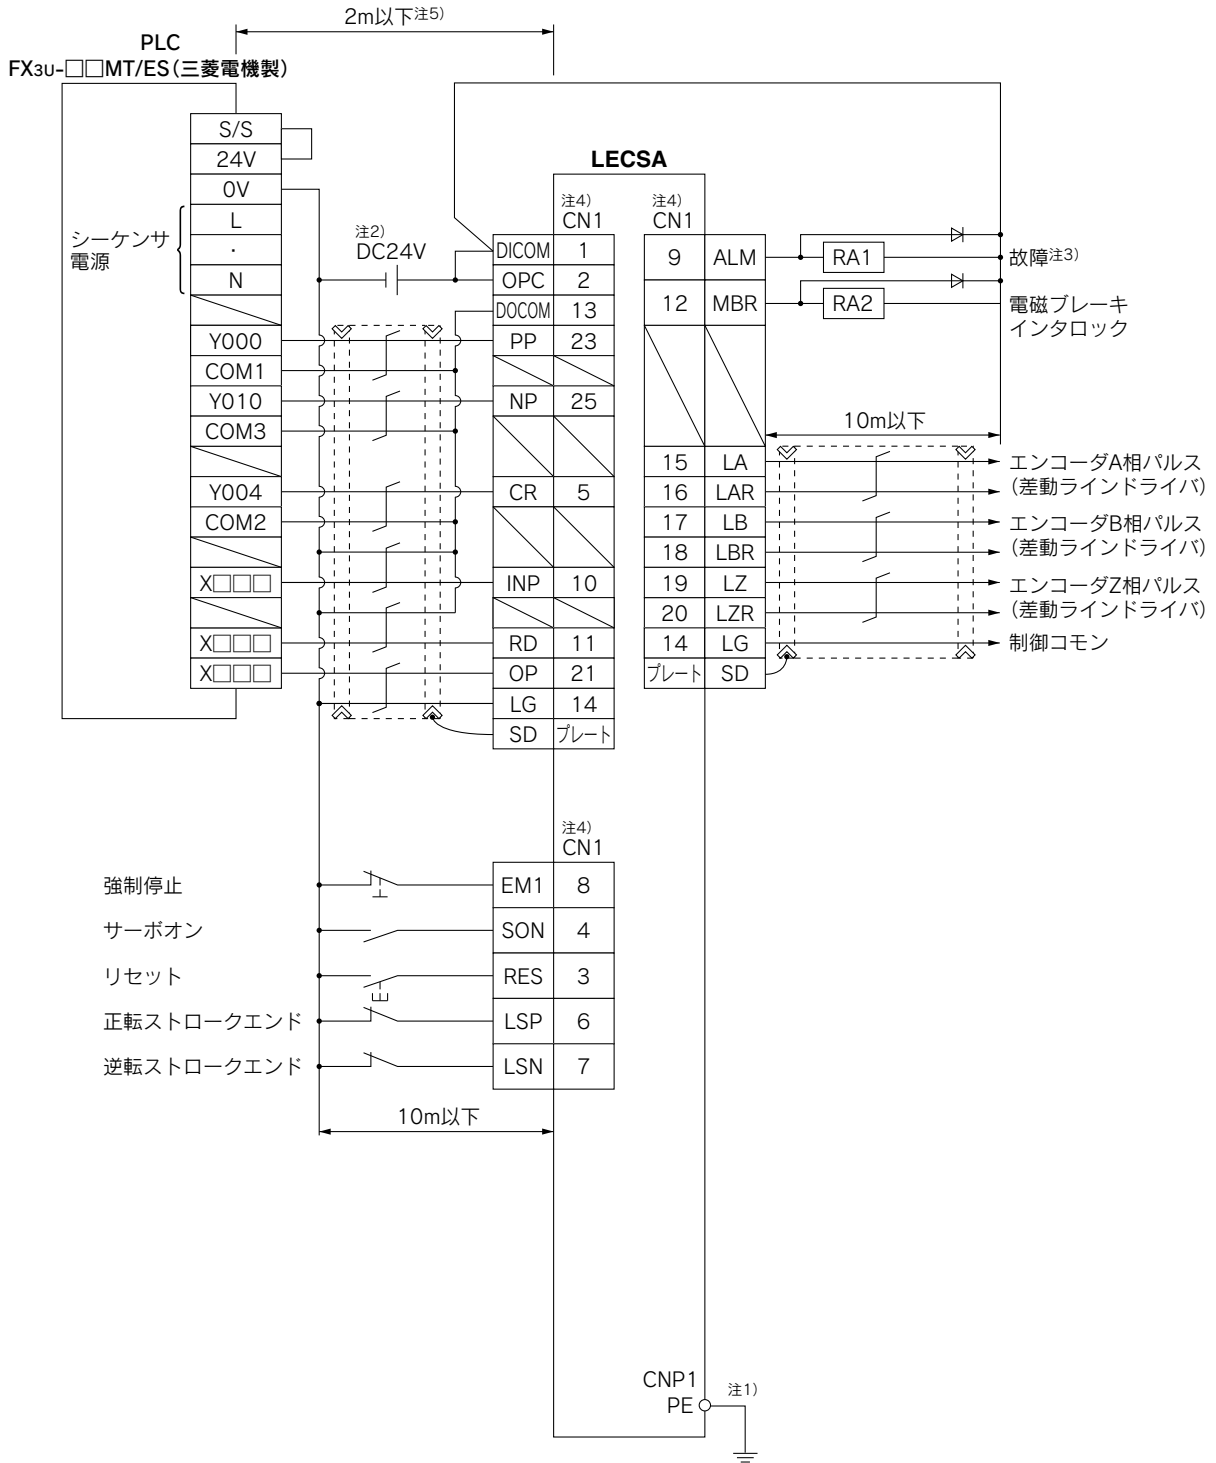 2m以下注5)
PLC
FX3U-□□MT/ES(三菱電機製)
S/S
24V
0V
L
・
N
シーケンサ
電源
Y000
COM1
Y010
COM3
Y004
COM2
X□□□
X□□□
X□□□
注2)
DC24V
LECSA
注4)
CN1
DICOM 1
OPC 2
DOCOM 13
PP 23
NP 25
CR 5
INP 10
RD 11
OP 21
LG 14
SD プレート
注4)
CN1
9 ALM
12 MBR
15 LA
16 LAR
17 LB
18 LBR
19 LZ
20 LZR
14 LG
プレート SD
RA1
故障注3)
RA2
電磁ブレーキ
インタロック
10m以下
エンコーダA相パルス
(差動ラインドライバ)
エンコーダB相パルス
(差動ラインドライバ)
エンコーダZ相パルス
(差動ラインドライバ)
制御コモン
注4)
CN1
強制停止 EM1 8
サーボオン SON 4
リセット RES 3
正転ストロークエンド LSP 6
逆転ストロークエンド LSN 7
10m以下
CNP1
PE
注1)